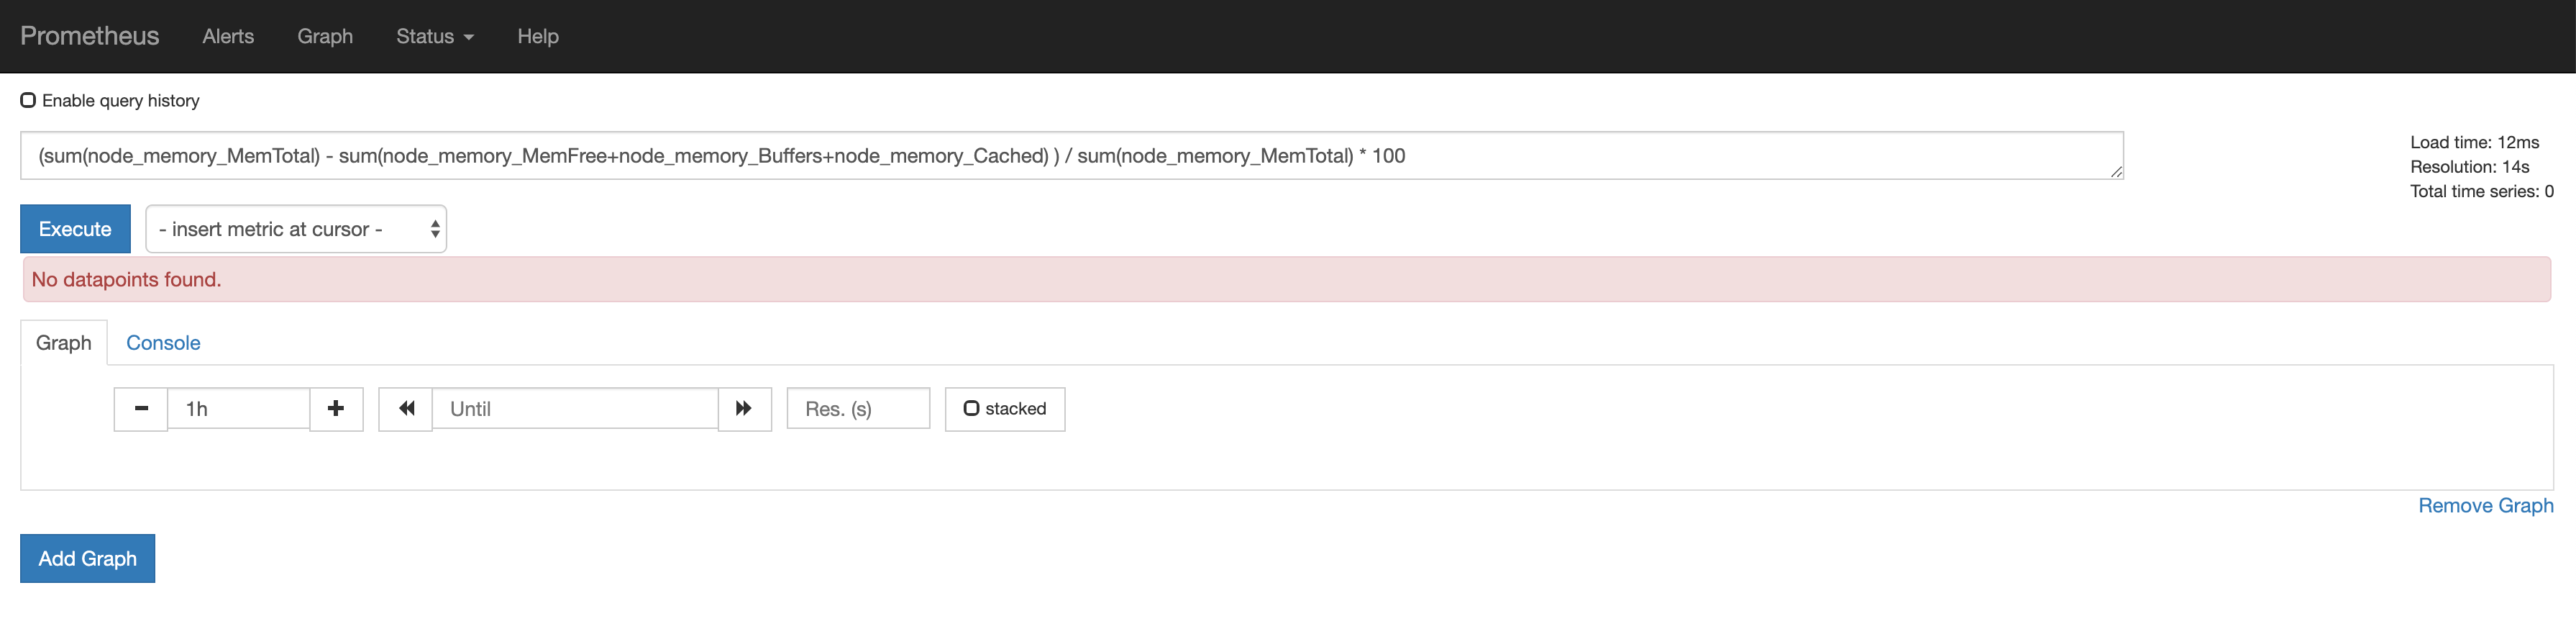 Prometheus Alerts Graph Status Help
Enable query history
(sum(node_memory_MemTotal) - sum(node_memory_MemFree+node_memory_Buffers+node_memory_Cached) ) / sum(node_memory_MemTotal) * 100
Load time: 12ms
Resolution: 14s
Total time series: 0
Execute - insert metric at cursor -
No datapoints found.
Graph Console
1h Until Res. (s) stacked
Remove Graph
Add Graph